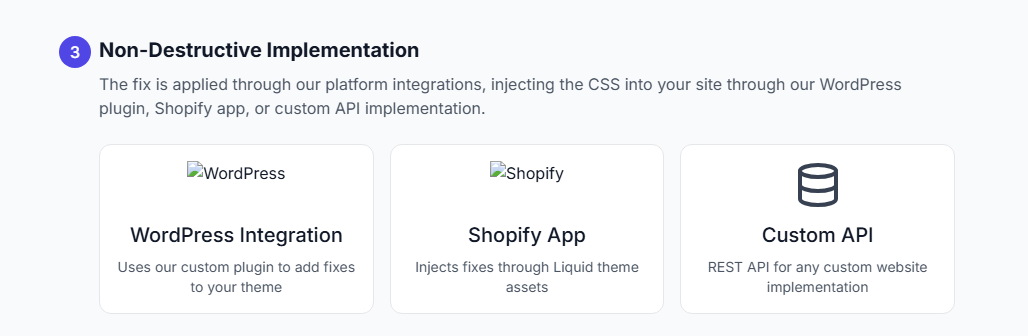 3 Non-Destructive Implementation
The fix is applied through our platform integrations, injecting the CSS into your site through our WordPress
plugin, Shopify app, or custom API implementation.
WordPress
WordPress Integration
Uses our custom plugin to add fixes
to your theme
Shopify
Shopify App
Injects fixes through Liquid theme
assets
Custom API
REST API for any custom website
implementation